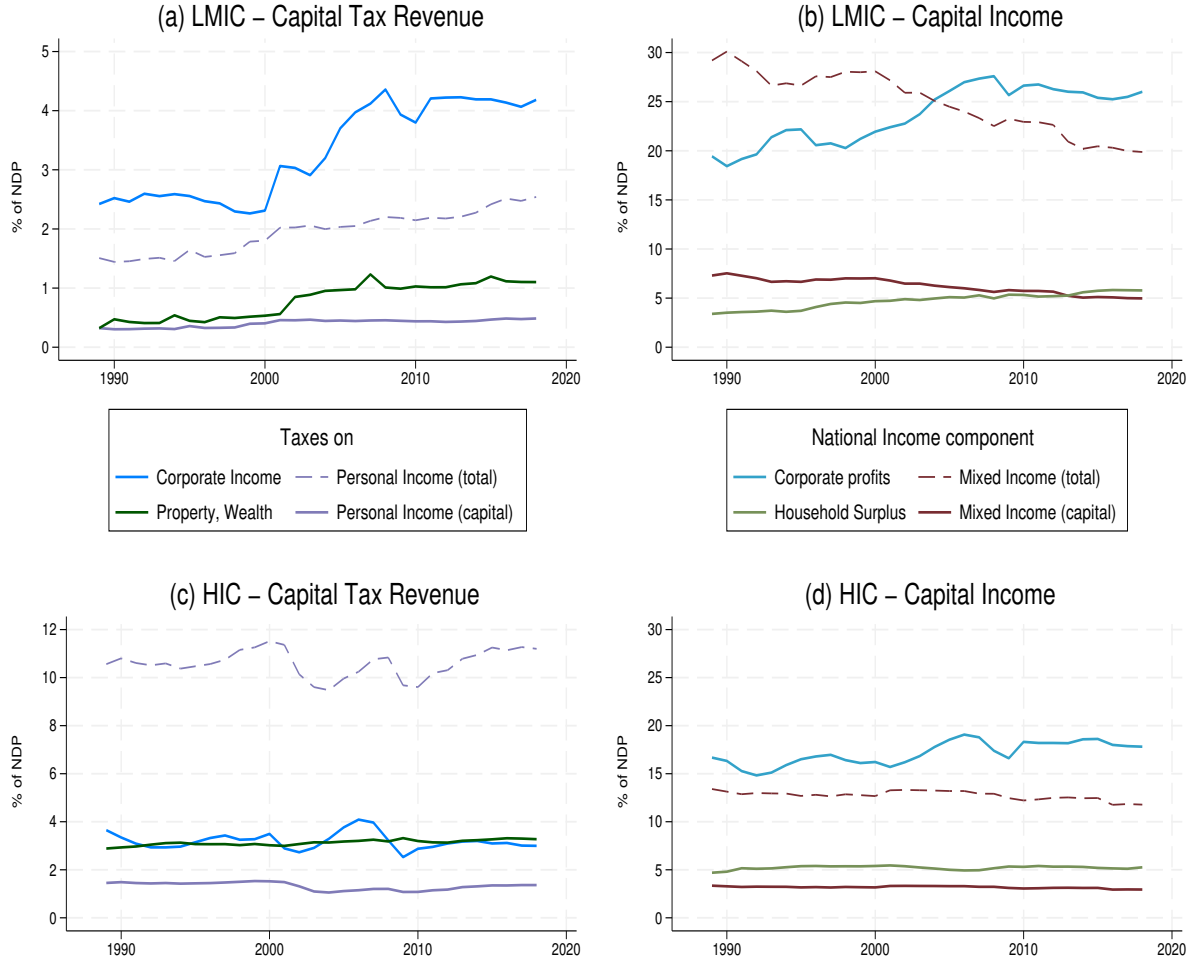 (a) LMIC – Capital Tax Revenue
% of NDP
5
4
3
2
1
0
1990 2000 2010 2020
Taxes on
Corporate Income Personal Income (total)
Property, Wealth Personal Income (capital)
(b) LMIC – Capital Income
% of NDP
30
25
20
15
10
5
0
1990 2000 2010 2020
National Income component
Corporate profits Mixed Income (total)
Household Surplus Mixed Income (capital)
(c) HIC – Capital Tax Revenue
% of NDP
12
10
8
6
4
2
0
1990 2000 2010 2020
(d) HIC – Capital Income
% of NDP
30
25
20
15
10
5
0
1990 2000 2010 2020